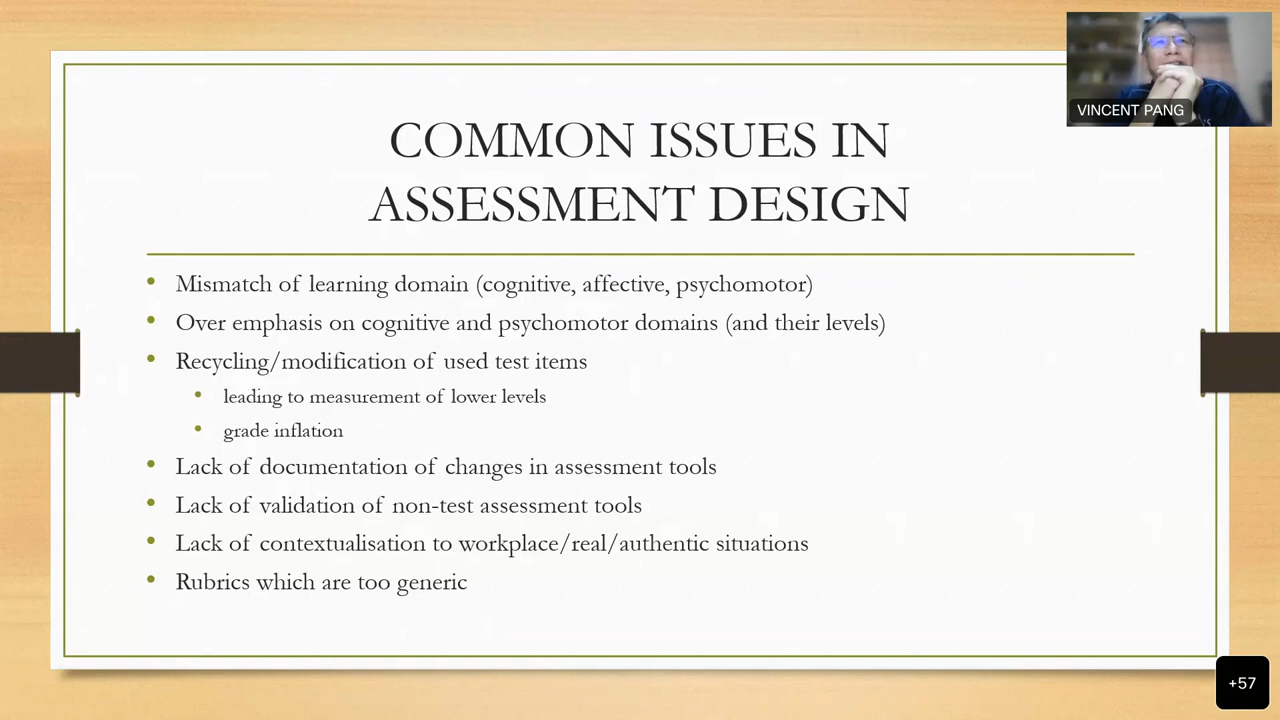 VINCENT PANG
COMMON ISSUES IN
ASSESSMENT DESIGN
• Mismatch of learning domain (cognitive, affective, psychomotor)
• Over emphasis on cognitive and psychomotor domains (and their levels)
• Recycling/modification of used test items
• leading to measurement of lower levels
• grade inflation
• Lack of documentation of changes in assessment tools
• Lack of validation of non-test assessment tools
• Lack of contextualisation to workplace/real/authentic situations
• Rubrics which are too generic
+57